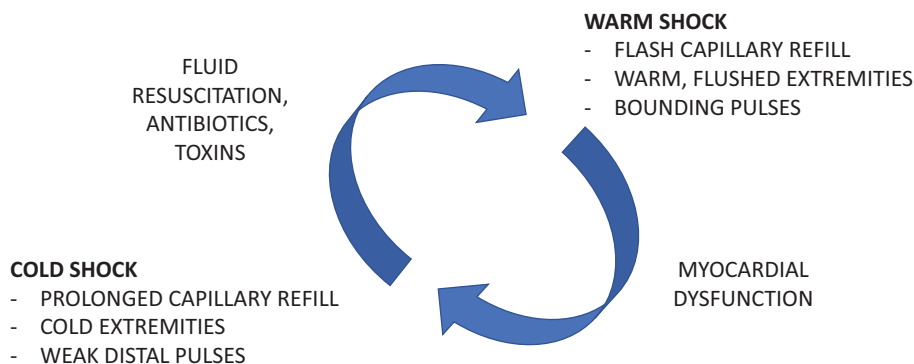 WARM SHOCK
- FLASH CAPILLARY REFILL
- WARM, FLUSHED EXTREMITIES
- BOUNDING PULSES
FLUID
RESUSCITATION,
ANTIBIOTICS,
TOXINS
COLD SHOCK
- PROLONGED CAPILLARY REFILL
- COLD EXTREMITIES
- WEAK DISTAL PULSES
MYOCARDIAL
DYSFUNCTION